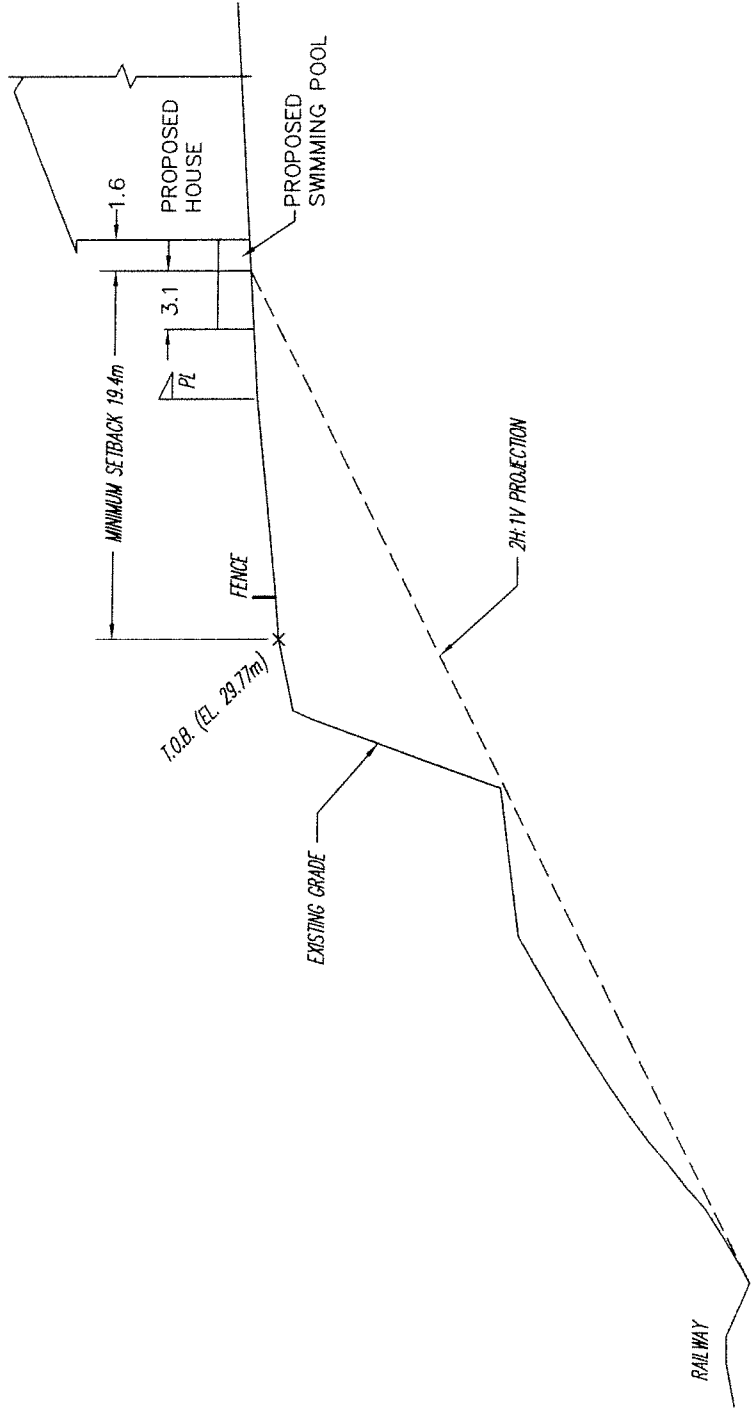 1.6
PROPOSED
HOUSE
MINIMUM SETBACK 19.4m
3.1
PROPOSED
SWIMMING POOL
PL
FENCE
T.O.B. (EL. 29.77m)
2H:1V PROJECTION
EXISTING GRADE
RAILWAY